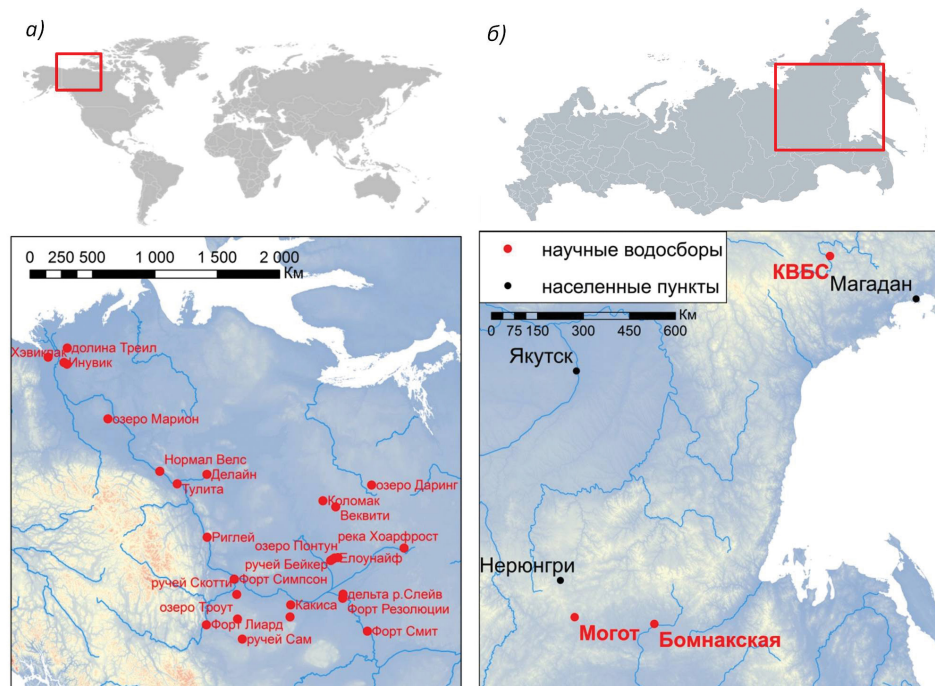 а)
б)
0 250 500 1 000 1 500 2 000
Км
Хэвикпак
долина Треил
Инувик
озеро Марион
Нормал Велс
Делайн
Тулита
озеро Даринг
Коломак
Веквити
Риглей
озеро Понтун
река Хоарфрост
ручей Бейкер
Елоунайф
ручей Скотти
Форт Симпсон
дельта р.Слейв
озеро Троут
Какиса
Форт Резолюции
Форт Лиард
Форт Смит
ручей Сам
научные водосборы
населенные пункты
0 75 150 300 450 600
Км
КВБС
Магадан
Якутск
Нерюнгри
Могот
Бомнакская